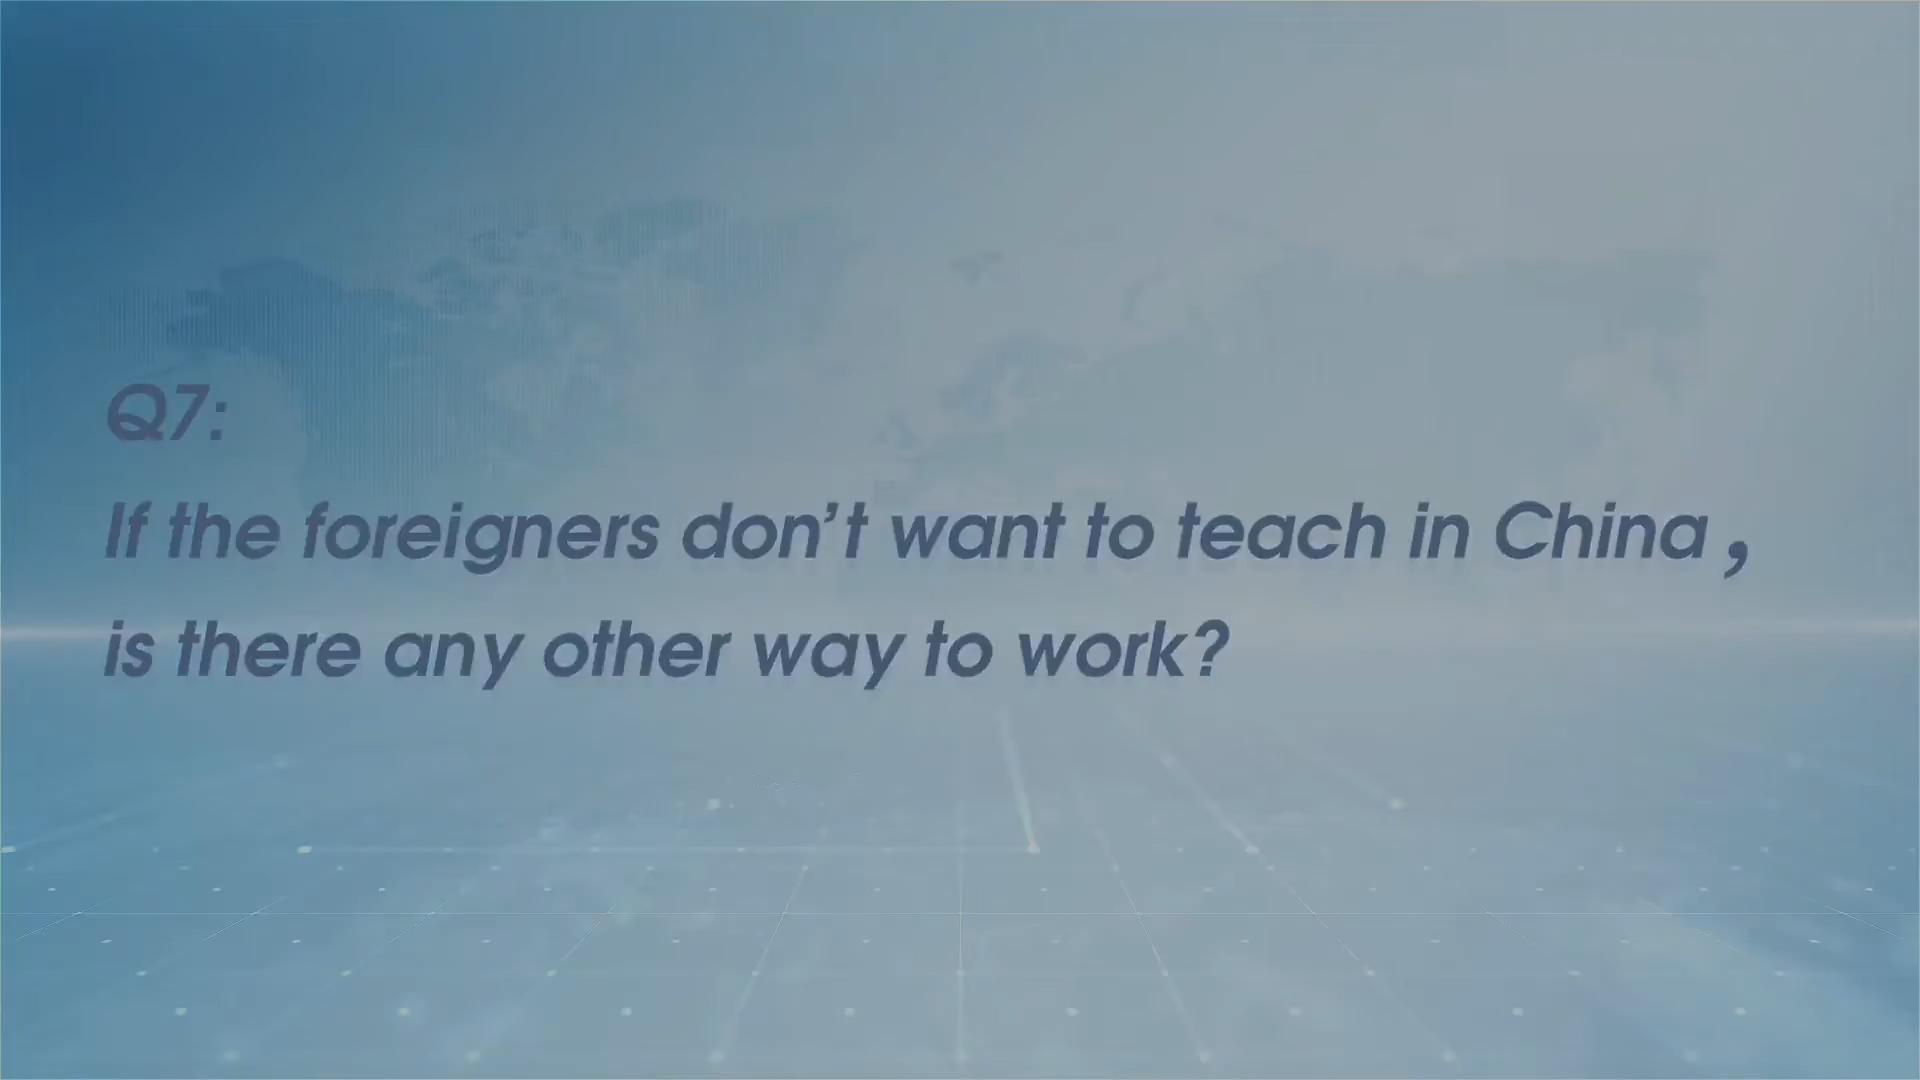 Q7:
If the foreigners don’t want to teach in China，
is there any other way to work?